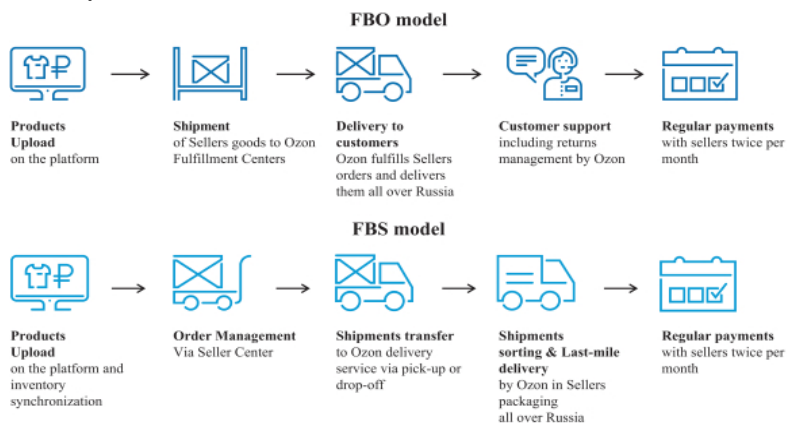 FBO model
Products
Upload
on the platform
Shipment
of Sellers goods to Ozon
Fulfillment Centers
Delivery to
customers
Ozon fulfills Sellers
orders and delivers
them all over Russia
Customer support
including returns
management by Ozon
Regular payments
with sellers twice per
month
FBS model
Products
Upload
on the platform and
inventory
synchronization
Order Management
Via Seller Center
Shipments transfer
to Ozon delivery
service via pick-up or
drop-off
Shipments
sorting & Last-mile
delivery
by Ozon in Sellers
packaging
all over Russia
Regular payments
with sellers twice per
month